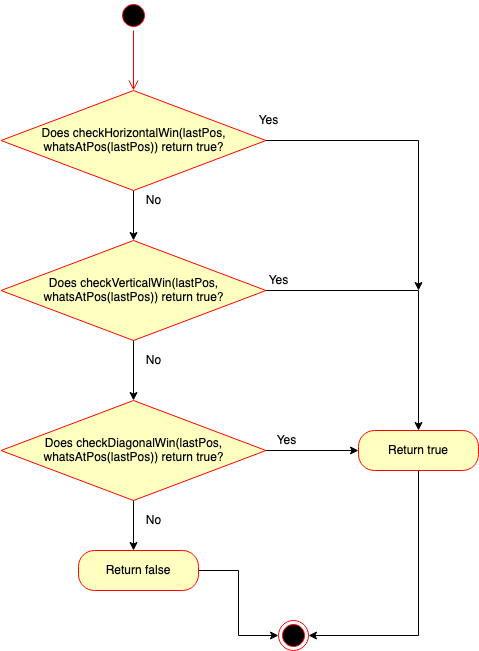 Yes
Does checkHorizontalWin(lastPos,
whatsAtPos(lastPos)) return true?
No
Yes
Does checkVerticalWin(lastPos,
whatsAtPos(lastPos)) return true?
No
Yes
Does checkDiagonalWin(lastPos,
whatsAtPos(lastPos)) return true?
Return true
No
Return false